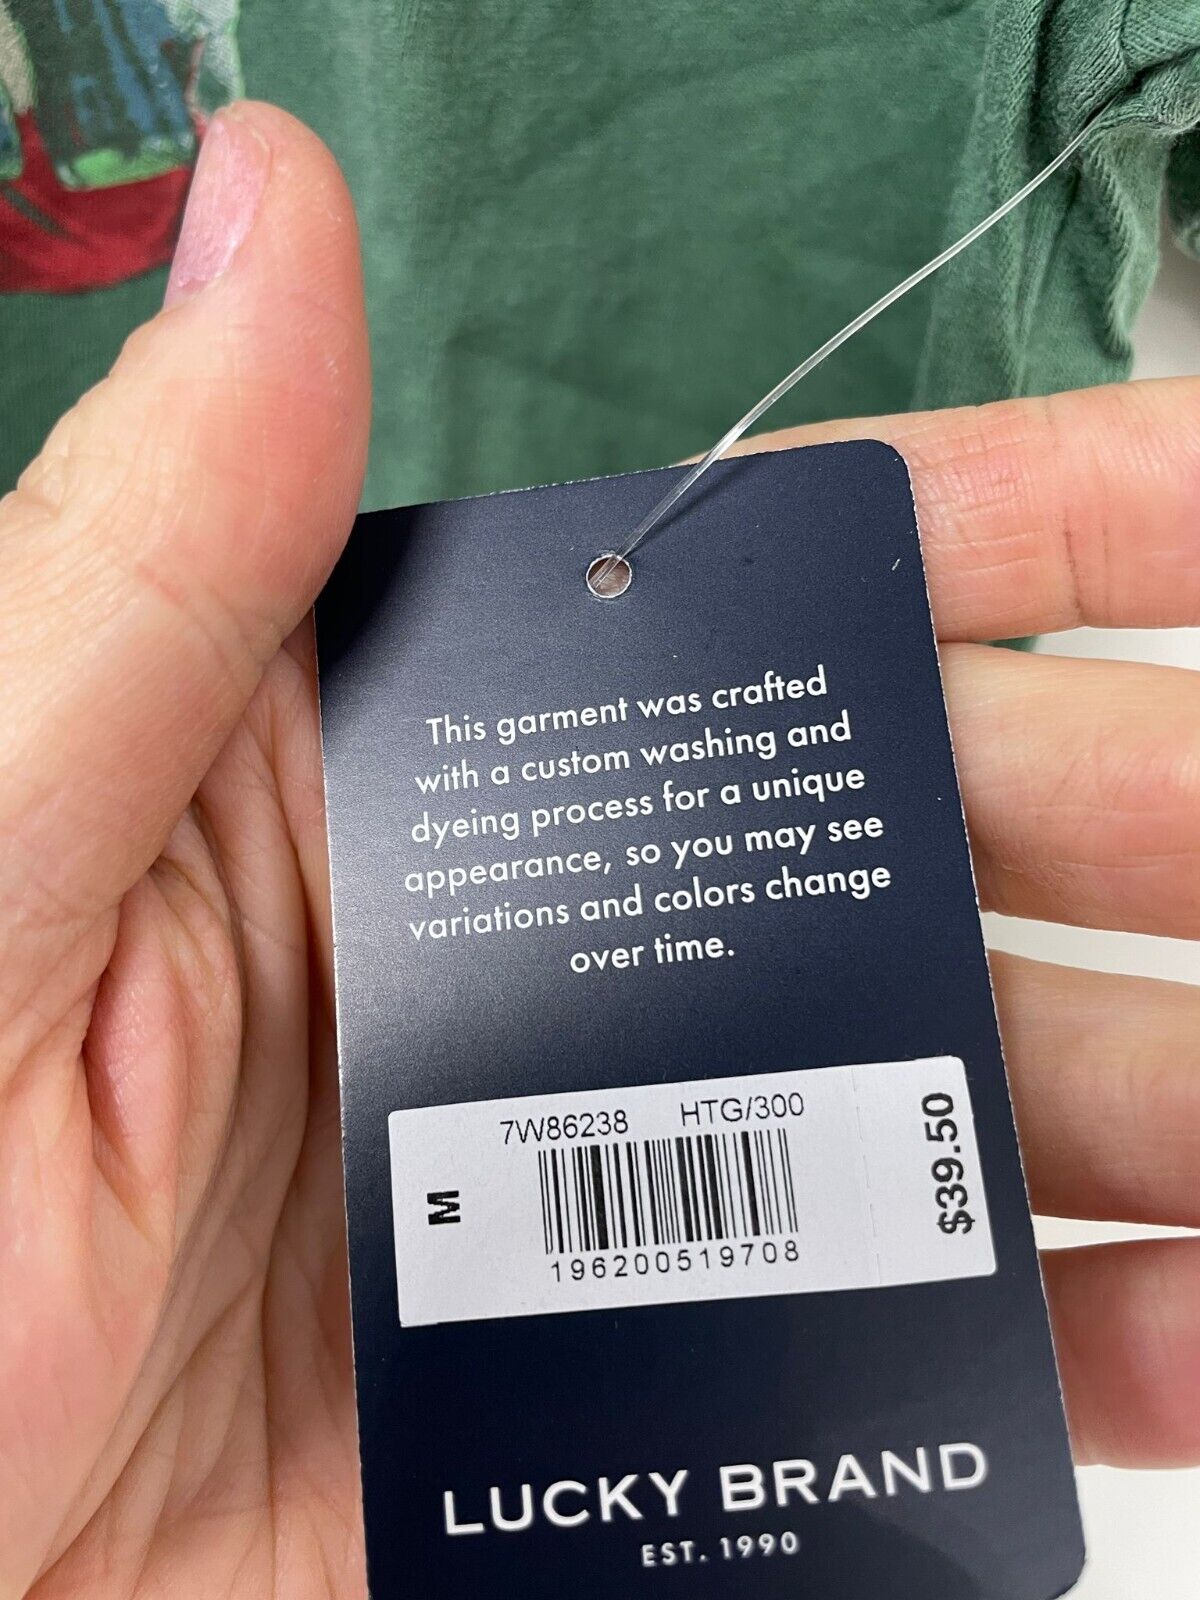 This garment was crafted
with a custom washing and
dyeing process for a unique
appearance, so you may see
variations and colors change
over time.
7W86238 HTG/300
M
196200519708
$39.50
LUCKY BRAND
EST. 1990